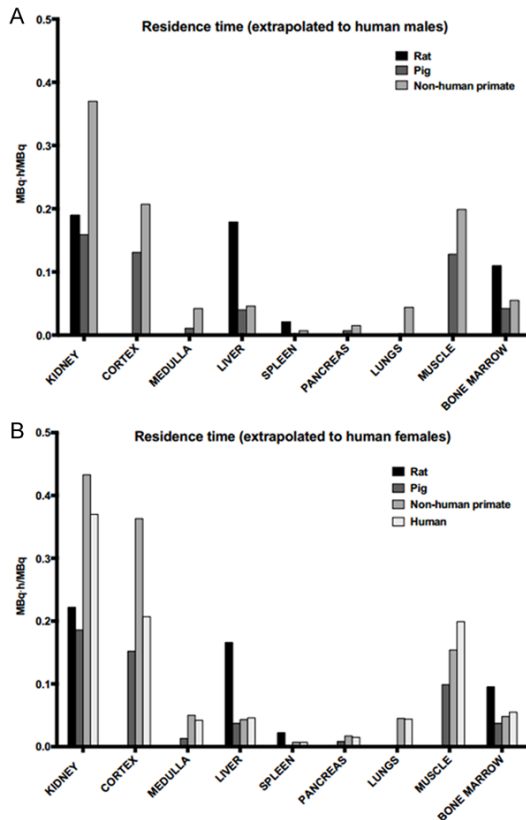 A
Residence time (extrapolated to human males)
Rat
Pig
Non-human primate
MBq·h/MBq
0.5
0.4
0.3
0.2
0.1
0.0
KIDNEY
CORTEX
MEDULLA
LIVER
SPLEEN
PANCREAS
LUNGS
MUSCLE
BONE MARROW
B
Residence time (extrapolated to human females)
Rat
Pig
Non-human primate
Human
MBq·h/MBq
0.5
0.4
0.3
0.2
0.1
0.0
KIDNEY
CORTEX
MEDULLA
LIVER
SPLEEN
PANCREAS
LUNGS
MUSCLE
BONE MARROW